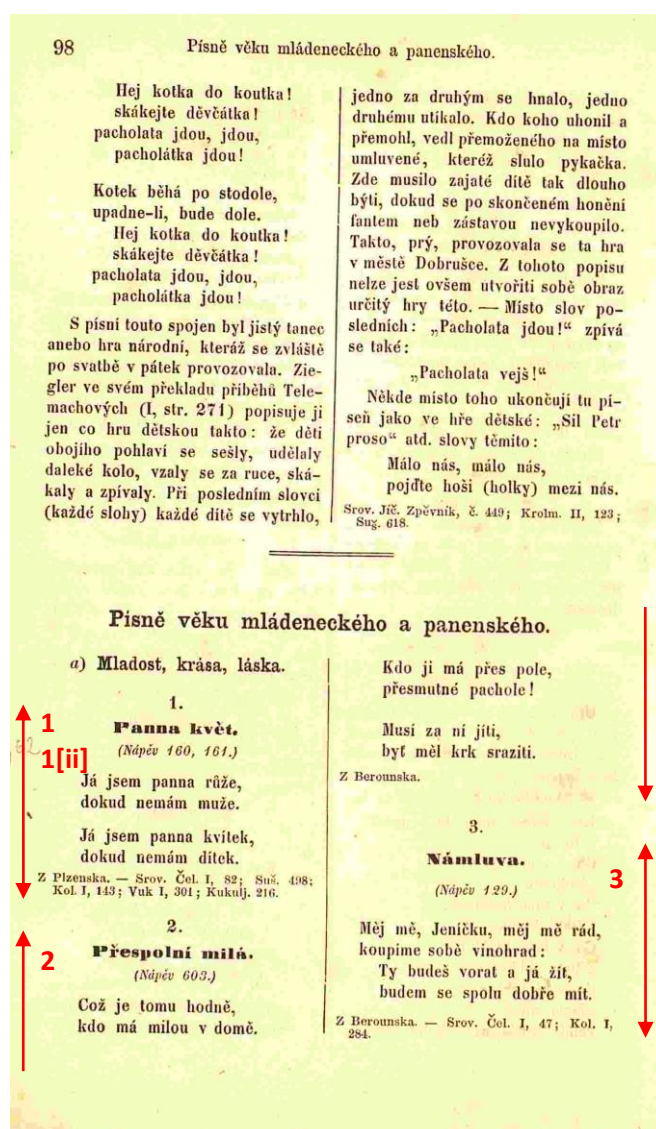 98
Písně věku mládeneckého a panenského.
Hej kotka do koutka!
skákejte děvčátka!
pacholata jdou, jdou,
pacholátka jdou!
Kotek běhá po stodole,
upadne-li, bude dole.
Hej kotka do koutka!
skákejte děvčátka!
pacholata jdou, jdou,
pacholátka jdou!
S písní touto spojen byl jistý tanec
anebo hra národní, kteráž se zvláště
po svatbě v pátek provozovala. Zie-
gler ve svém překladu příběhů Tele-
machových (I, str. 271) popisuje ji
jen co hru dětskou takto: že děti
obojího pohlaví se sešly, udělaly
daleké kolo, vzaly se za ruce, ská-
kaly a zpívaly. Při posledním slovci
(každé slohy) každé dítě se vytrhlo,
jedno za druhým se hnalo, jedno
druhému utíkalo. Kdo koho uhonil a
přemohl, vedl přemoženého na místo
umluvené, kteréž slulo pykačka.
Zde musilo zajaté dítě tak dlouho
býti, dokud se po skončeném honění
fantem neb zástavou nevykoupilo.
Takto, prý, provozovala se ta hra
v městě Dobrušce. Z tohoto popisu
nelze jest ovšem utvořiti sobě obraz
určitý hry této. — Místo slov po-
sledních: „Pacholata jdou!“ zpívá
se také:
„Pacholata vejš!“
Někde místo toho ukončují tu pí-
seň jako ve hře dětské: „Sil Petr
proso“ atd. slovy těmito:
Málo nás, málo nás,
pojďte hoši (holky) mezi nás.
Srov. Jič. Zpěvník, č. 449; Krolm. II, 123;
Suš. 618.
Písně věku mládeneckého a panenského.
a) Mladost, krása, láska.
1.
1
Panna květ.
1[ii]
(Nápěv 160, 161.)
Já jsem panna růže,
dokud nemám muže.
Já jsem panna kvítek,
dokud nemám dítek.
Z Plzenska. — Srov. Čel. I, 82; Suš. 498;
Kol. I, 143; Vuk I, 301; Kukulj. 216.
2.
2
Přespolní milá.
(Nápěv 603.)
Což je tomu hodně,
kdo má milou v domě.
Kdo ji má přes pole,
přesmutné pachole!
Musí za ní jíti,
byť měl krk sraziti.
Z Berounska.
3.
Námluva.
3
(Nápěv 129.)
Měj mě, Jeníčku, měj mě rád,
koupíme sobě vinohrad:
Ty budeš vorat a já žít,
budem se spolu dobře mít.
Z Berounska. — Srov. Čel. I, 47; Kol. I,
284.